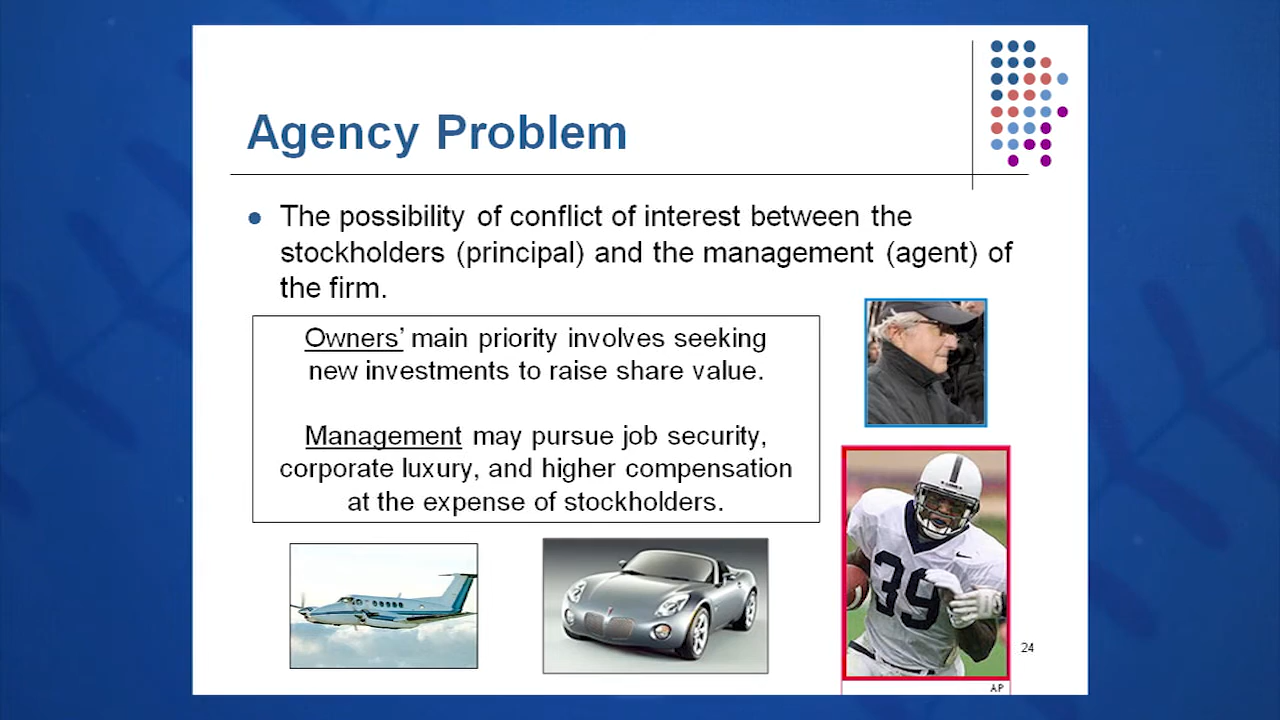 Agency Problem
The possibility of conflict of interest between the
stockholders (principal) and the management (agent) of
the firm.
Owners' main priority involves seeking
new investments to raise share value.
Management may pursue job security,
corporate luxury, and higher compensation
at the expense of stockholders.
39
24
AP